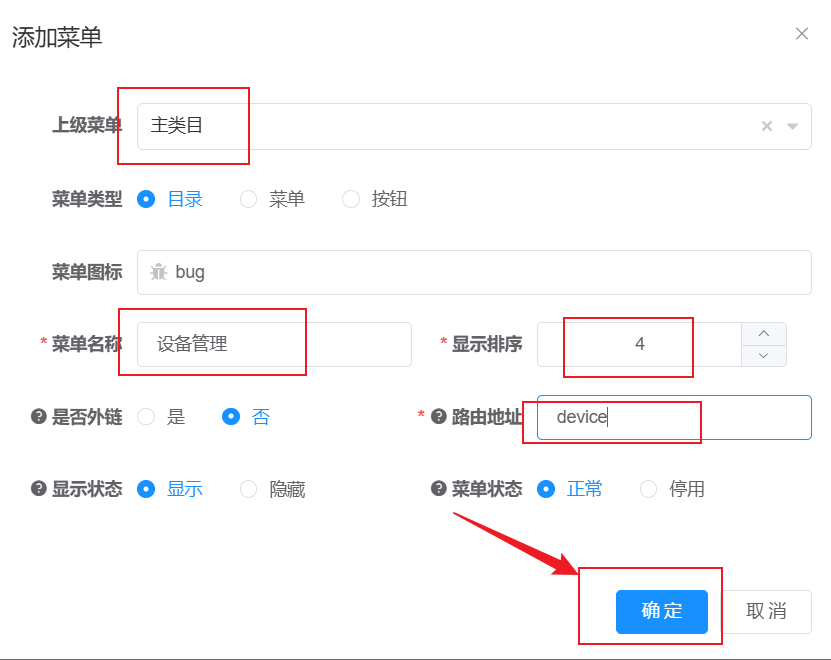 添加菜单
上级菜单 主类目
菜单类型 目录 菜单 按钮
菜单图标 bug
* 菜单名称 设备管理 * 显示排序 4
? 是否外链 是 否 * ? 路由地址 device
? 显示状态 显示 隐藏 ? 菜单状态 正常 停用
确定 取消